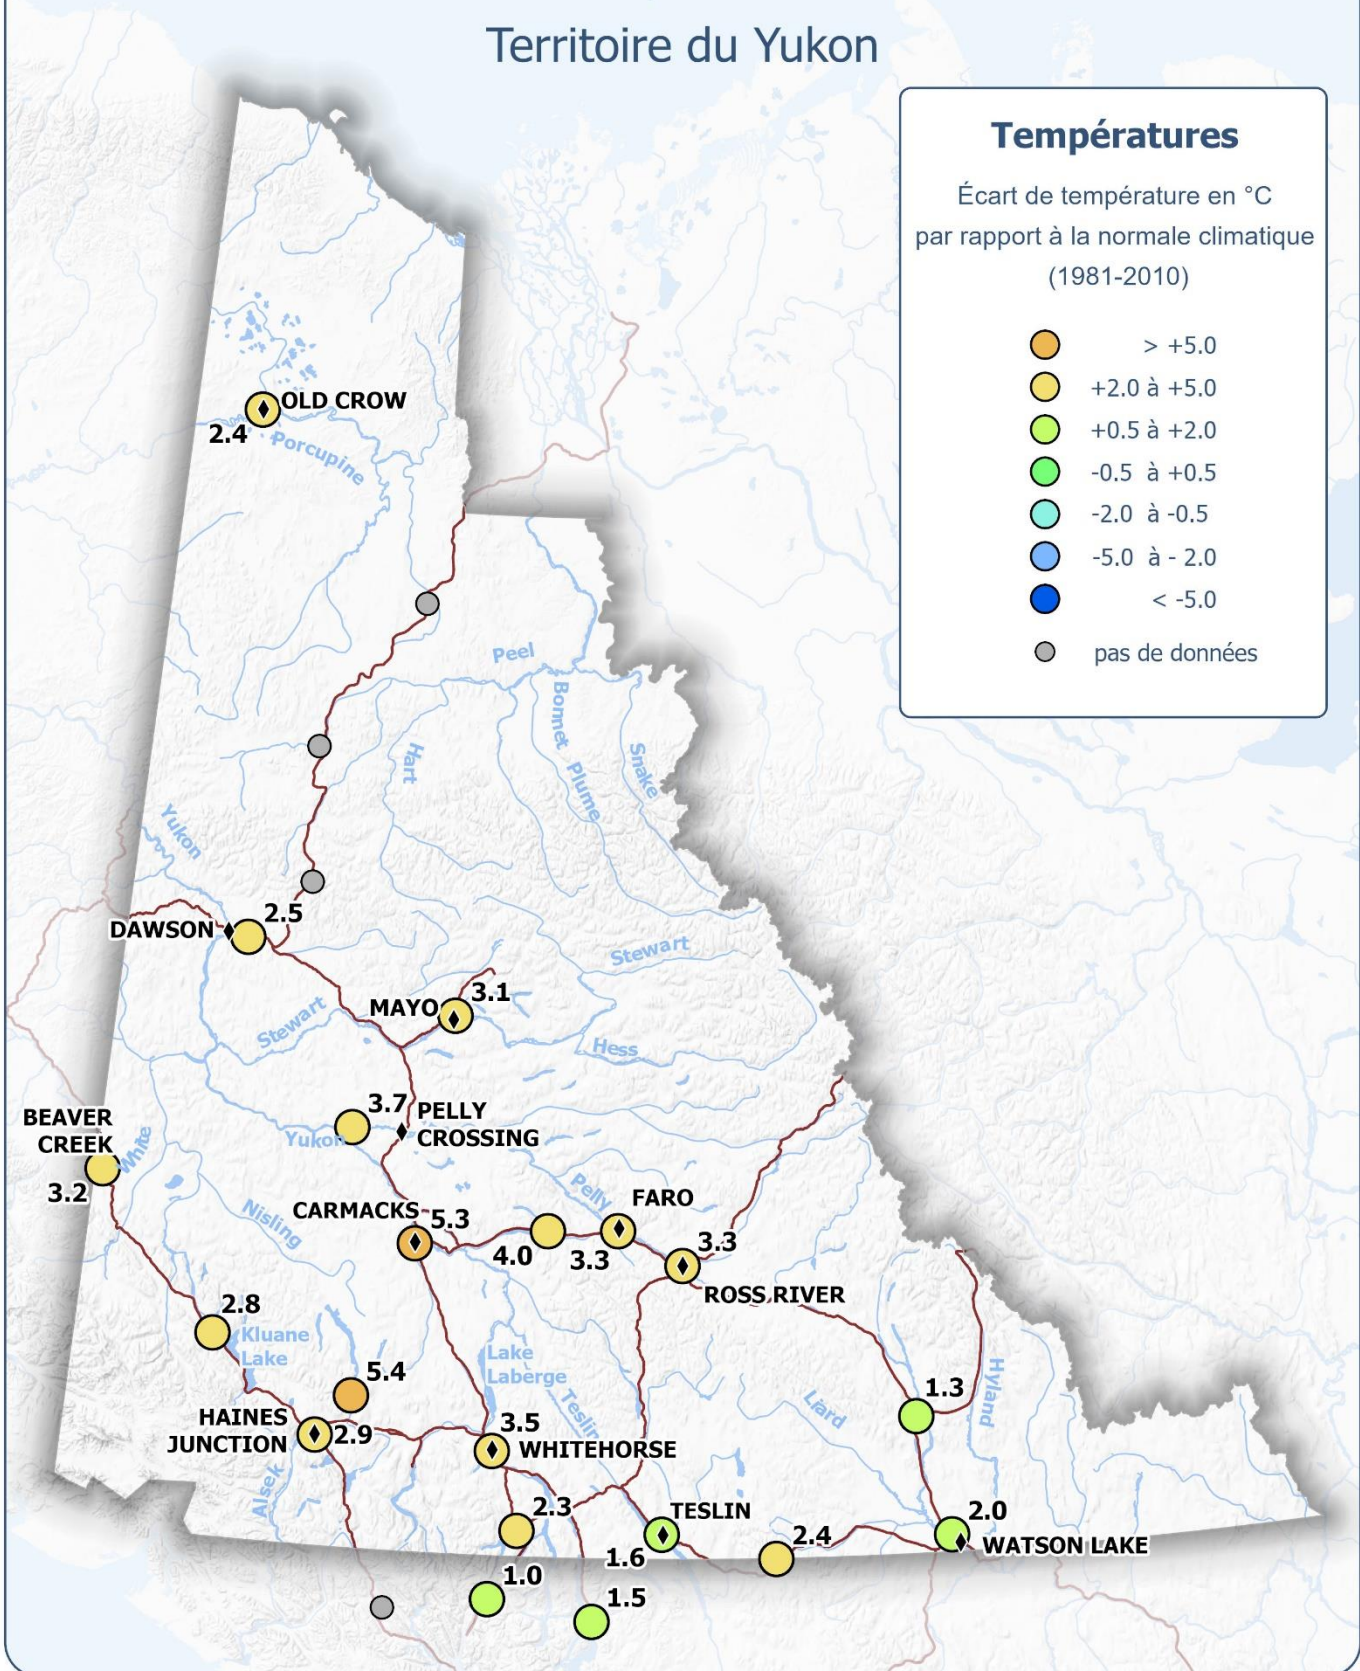 Territoire du Yukon
Températures
Écart de température en °C
par rapport à la normale climatique
(1981-2010)
> +5.0
+2.0 à +5.0
+0.5 à +2.0
-0.5 à +0.5
-2.0 à -0.5
-5.0 à - 2.0
< -5.0
pas de données
OLD CROW
2.4
Porcupine
Peel
Bonnet Plume
Snake
Hart
Yukon
2.5
DAWSON
Stewart
MAYO
3.1
Stewart
Hess
3.7
PELLY
CROSSING
Yukon
BEAVER
CREEK
White
3.2
Nisling
CARMACKS
5.3
Pelly
FARO
4.0
3.3
3.3
ROSS RIVER
2.8
Kluane
Lake
5.4
Lake
Laberge
Teslin
Liard
1.3
Hyland
HAINES
JUNCTION
2.9
3.5
WHITEHORSE
Alsek
2.3
TESLIN
1.6
2.4
2.0
WATSON LAKE
1.0
1.5